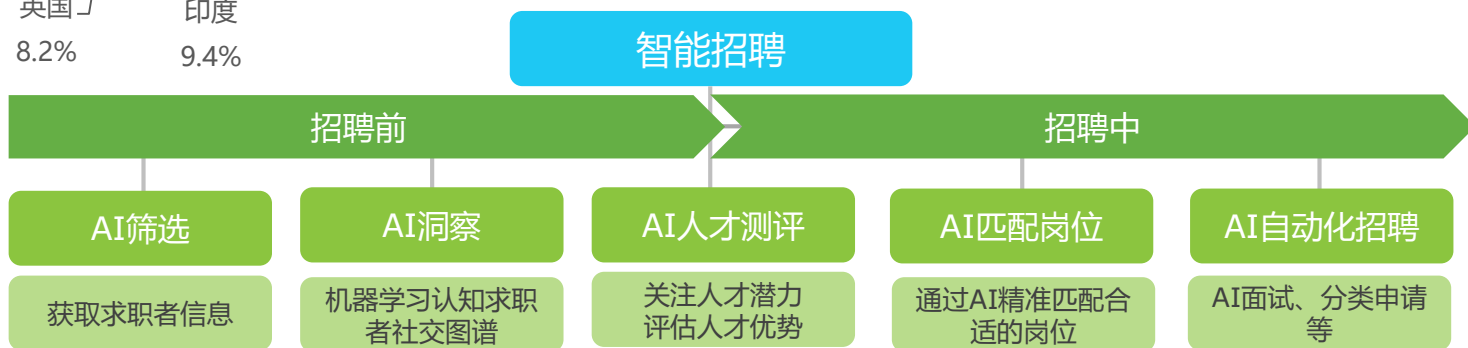 英国
印度
8.2%
9.4%
智能招聘
招聘前
招聘中
AI筛选
AI洞察
AI人才测评
AI匹配岗位
AI自动化招聘
获取求职者信息
机器学习认知求职
者社交图谱
关注人才潜力
评估人才优势
通过AI精准匹配合
适的岗位
AI面试、分类申请
等